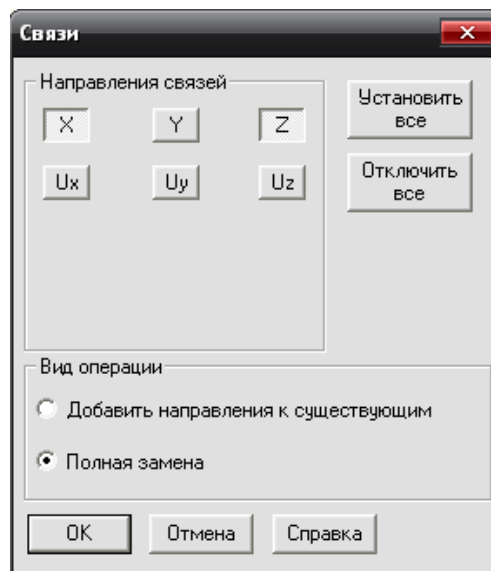 Связи
Направления связей
X Y Z
Ux Uy Uz
Установить
все
Отключить
все
Вид операции
Добавить направления к существующим
Полная замена
OK Отмена Справка